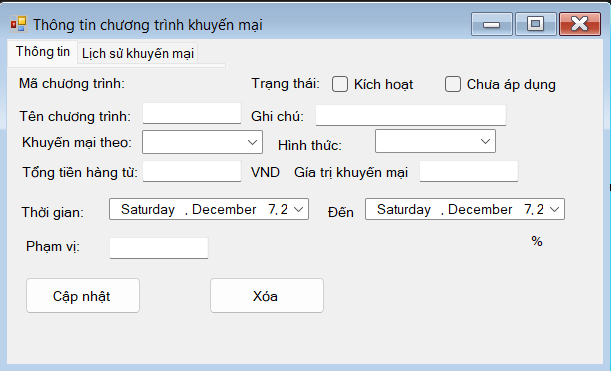 Thông tin chương trình khuyến mại
Thông tin Lịch sử khuyến mại
Mã chương trình: Trạng thái: Kích hoạt Chưa áp dụng
Tên chương trình: Ghi chú:
Khuyến mại theo: Hình thức:
Tổng tiền hàng từ: VND Gía trị khuyến mại
Thời gian: Saturday , December 7, 2 Đến Saturday , December 7, 2
Phạm vị:
%
Cập nhật Xóa